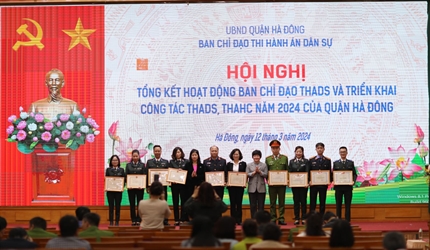 UBND QUẬN HÀ ĐÔNG
BAN CHỈ ĐẠO THI HÀNH ÁN DÂN SỰ
HỘI NGHỊ
TỔNG KẾT HOẠT ĐỘNG BAN CHỈ ĐẠO THADS VÀ TRIỂN KHAI
CÔNG TÁC THADS, THAHC NĂM 2024 CỦA QUẬN HÀ ĐÔNG
Hà Đông, ngày 12 tháng 3 năm 2024